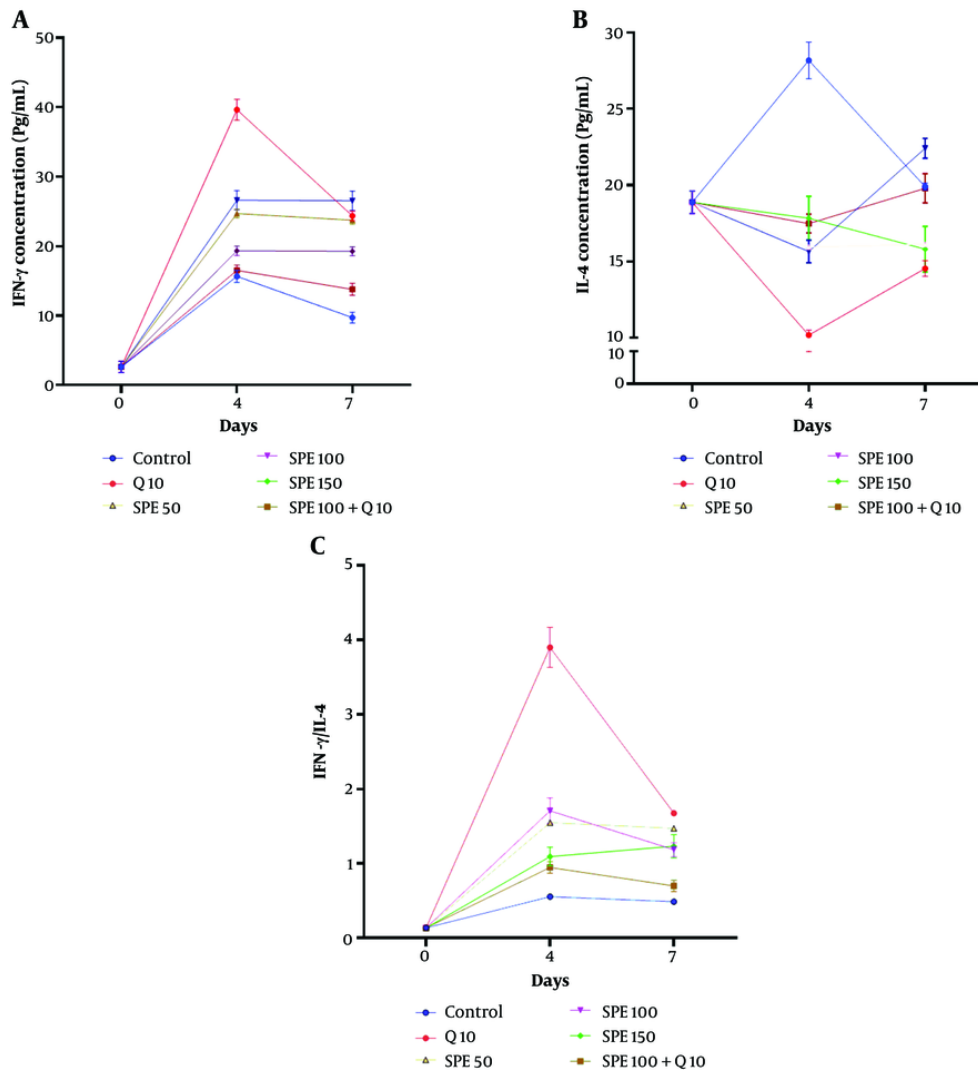 A
IFN-γ concentration (Pg/mL)
50
40
30
20
10
0
0 4 7
Days
Control
Q 10
SPE 50
SPE 100
SPE 150
SPE 100 + Q 10
B
IL-4 concentration (Pg/mL)
30
25
20
15
10
10
0
0 4 7
Days
Control
Q 10
SPE 50
SPE 100
SPE 150
SPE 100 + Q 10
C
IFN -γ/IL-4
5
4
3
2
1
0
0 4 7
Days
Control
Q 10
SPE 50
SPE 100
SPE 150
SPE 100 + Q 10